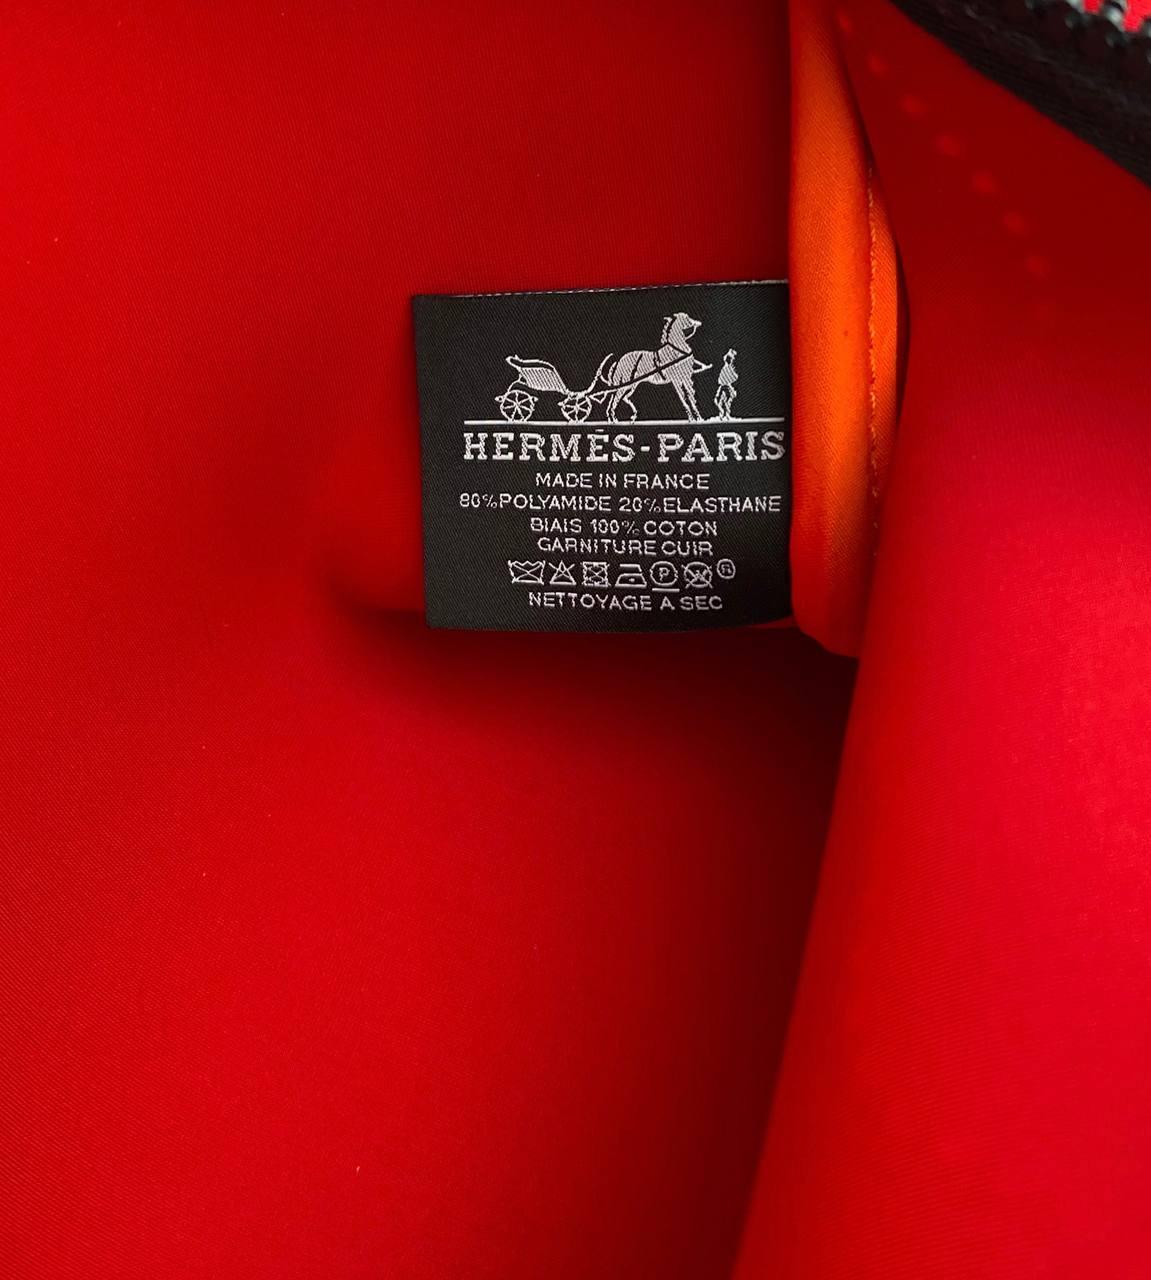 HERMÈS-PARIS
MADE IN FRANCE
80%POLYAMIDE 20%ELASTHANE
BIAIS 100% COTON
GARNITURE CUIR
P ®
NETTOYAGE A SEC